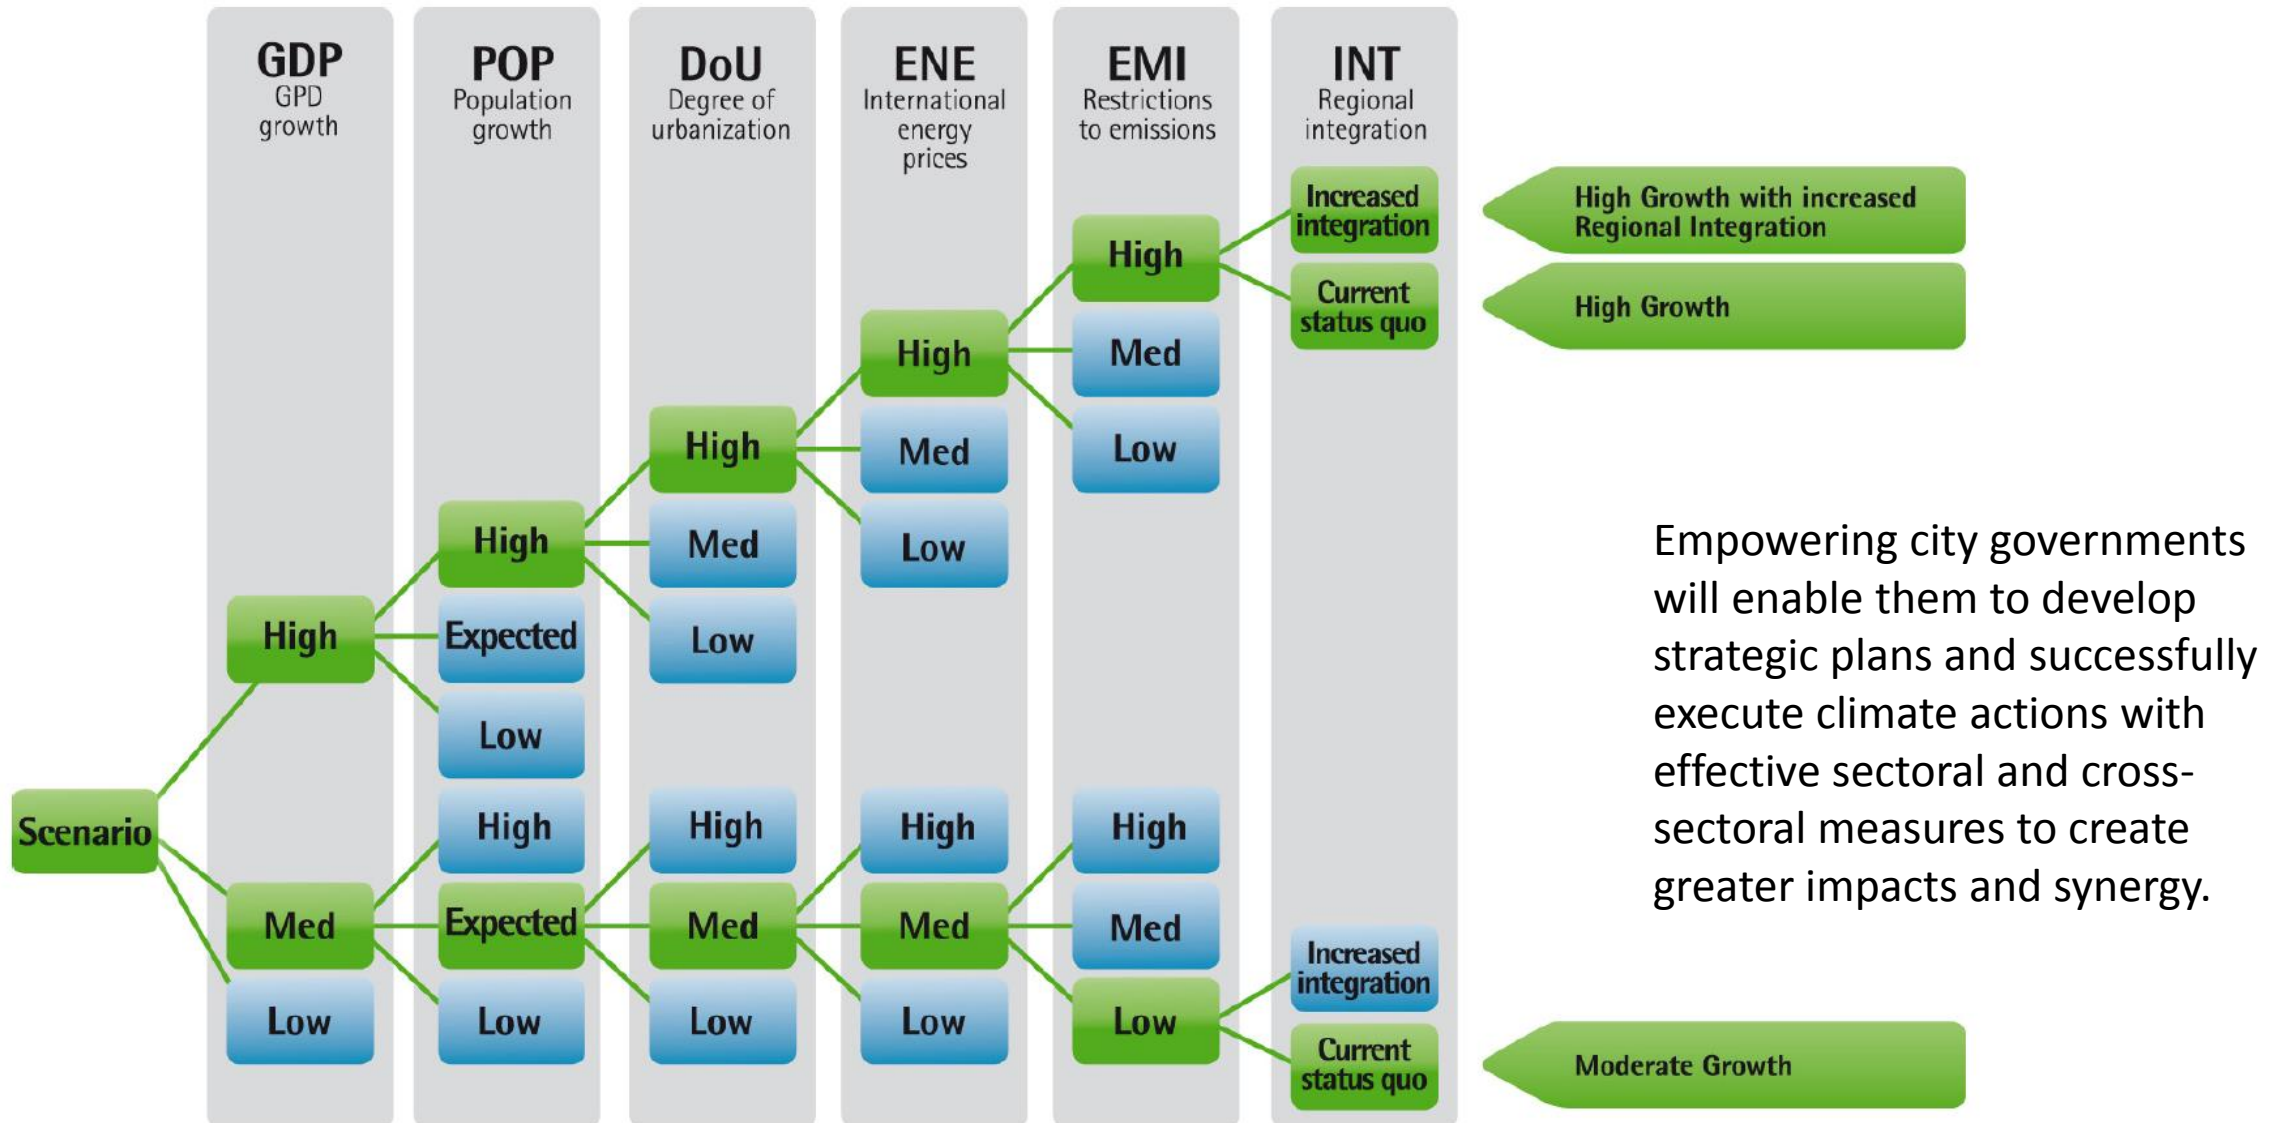 GDP
GPD
growth
POP
Population
growth
DoU
Degree of
urbanization
ENE
International
energy
prices
EMI
Restrictions
to emissions
INT
Regional
integration
Increased
integration
High Growth with increased
Regional Integration
High
Current
status quo
High Growth
High
Med
High
Med
Low
High
Med
Low
High
Expected
Low
Low
Scenario
High
High
High
High
Med
Expected
Med
Med
Med
Increased
integration
Low
Low
Low
Low
Low
Current
status quo
Moderate Growth
Empowering city governments
will enable them to develop
strategic plans and successfully
execute climate actions with
effective sectoral and cross-
sectoral measures to create
greater impacts and synergy.